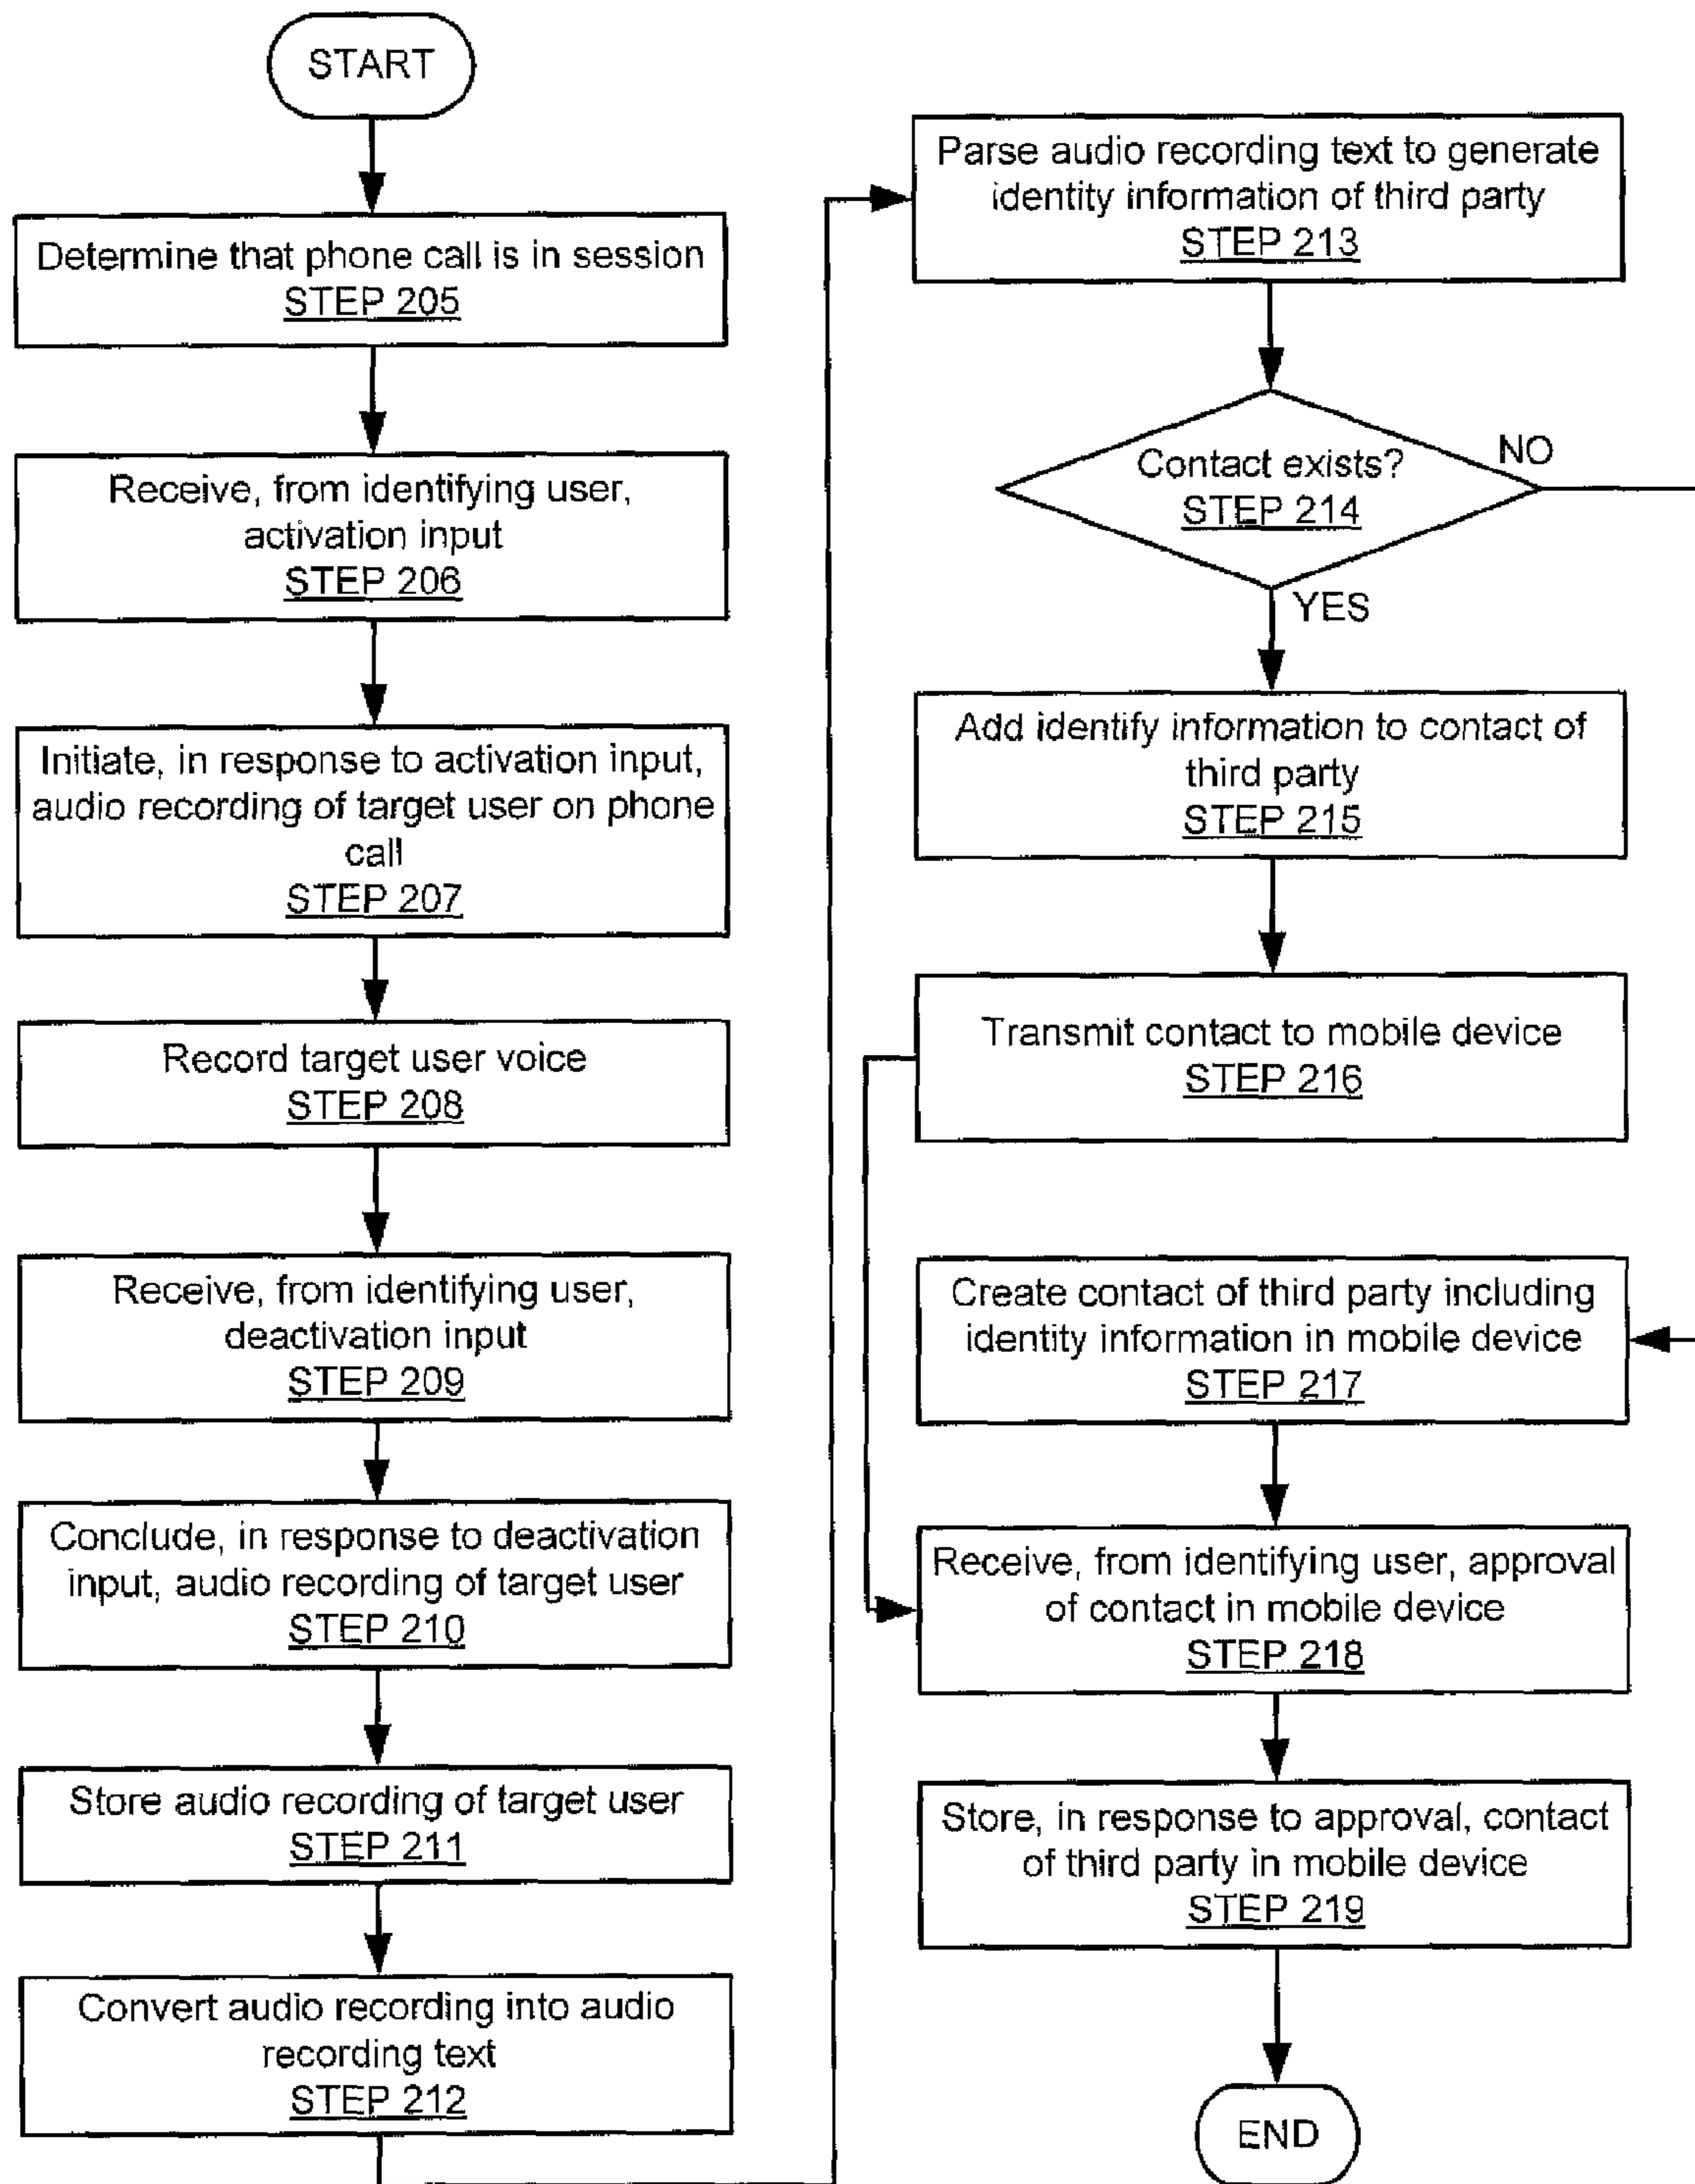 START
Determine that phone call is in session
STEP 205
Receive, from identifying user,
activation input
STEP 206
Initiate, in response to activation input,
audio recording of target user on phone
call
STEP 207
Record target user voice
STEP 208
Receive, from identifying user,
deactivation input
STEP 209
Conclude, in response to deactivation
input, audio recording of target user
STEP 210
Store audio recording of target user
STEP 211
Convert audio recording into audio
recording text
STEP 212
Parse audio recording text to generate
identity information of third party
STEP 213
Contact exists?
STEP 214
NO
YES
Add identify information to contact of
third party
STEP 215
Transmit contact to mobile device
STEP 216
Create contact of third party including
identity information in mobile device
STEP 217
Receive, from identifying user, approval
of contact in mobile device
STEP 218
Store, in response to approval, contact
of third party in mobile device
STEP 219
END